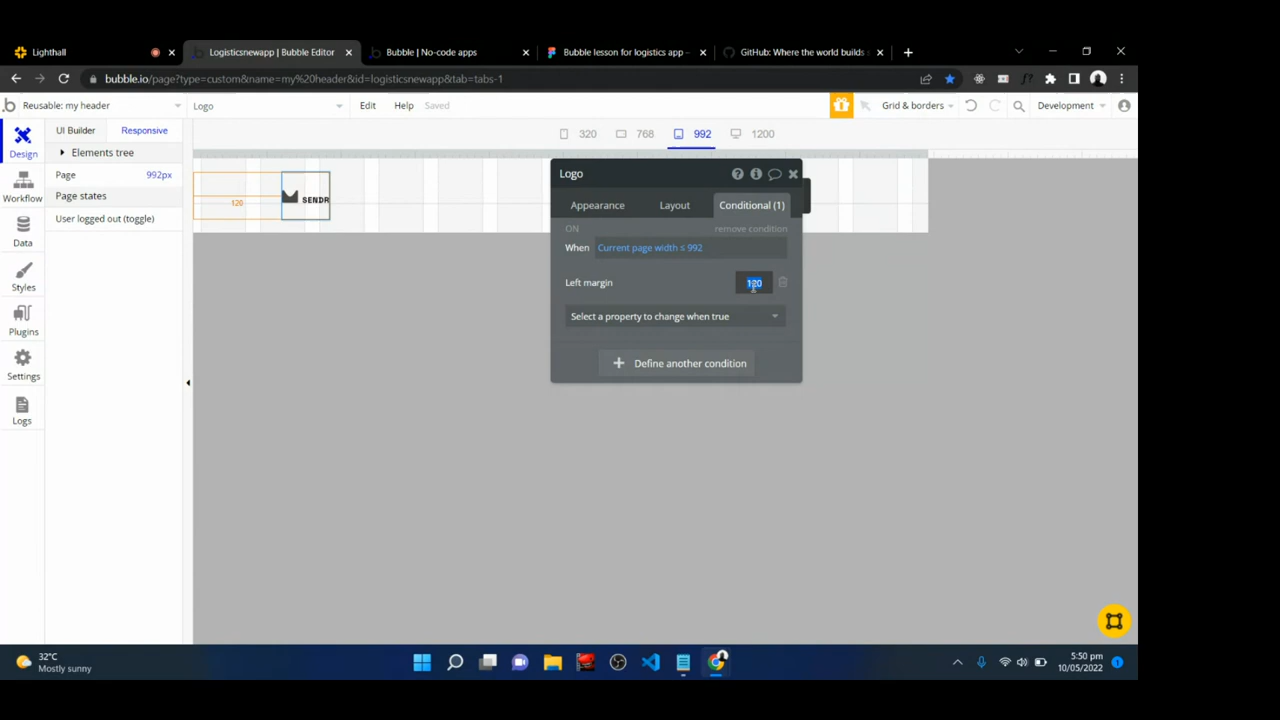 Lighthall
Logisticsnewapp | Bubble Editor
Bubble | No-code apps
Bubble lesson for logistics app –
GitHub: Where the world builds
bubble.io/page?type=custom&name=my%20header&id=logisticsnewapp&tab=tabs-1
Reusable: my header
Logo
Edit
Help
Saved
Grid & borders
Development
Design
Workflow
Data
Styles
Plugins
Settings
Logs
UI Builder
Responsive
Elements tree
Page
992px
Page states
User logged out (toggle)
320
768
992
1200
120
SENDR
Logo
Appearance
Layout
Conditional (1)
ON
remove condition
When
Current page width ≤ 992
Left margin
120
Select a property to change when true
Define another condition
32°C
Mostly sunny
5:50 pm
10/05/2022
1